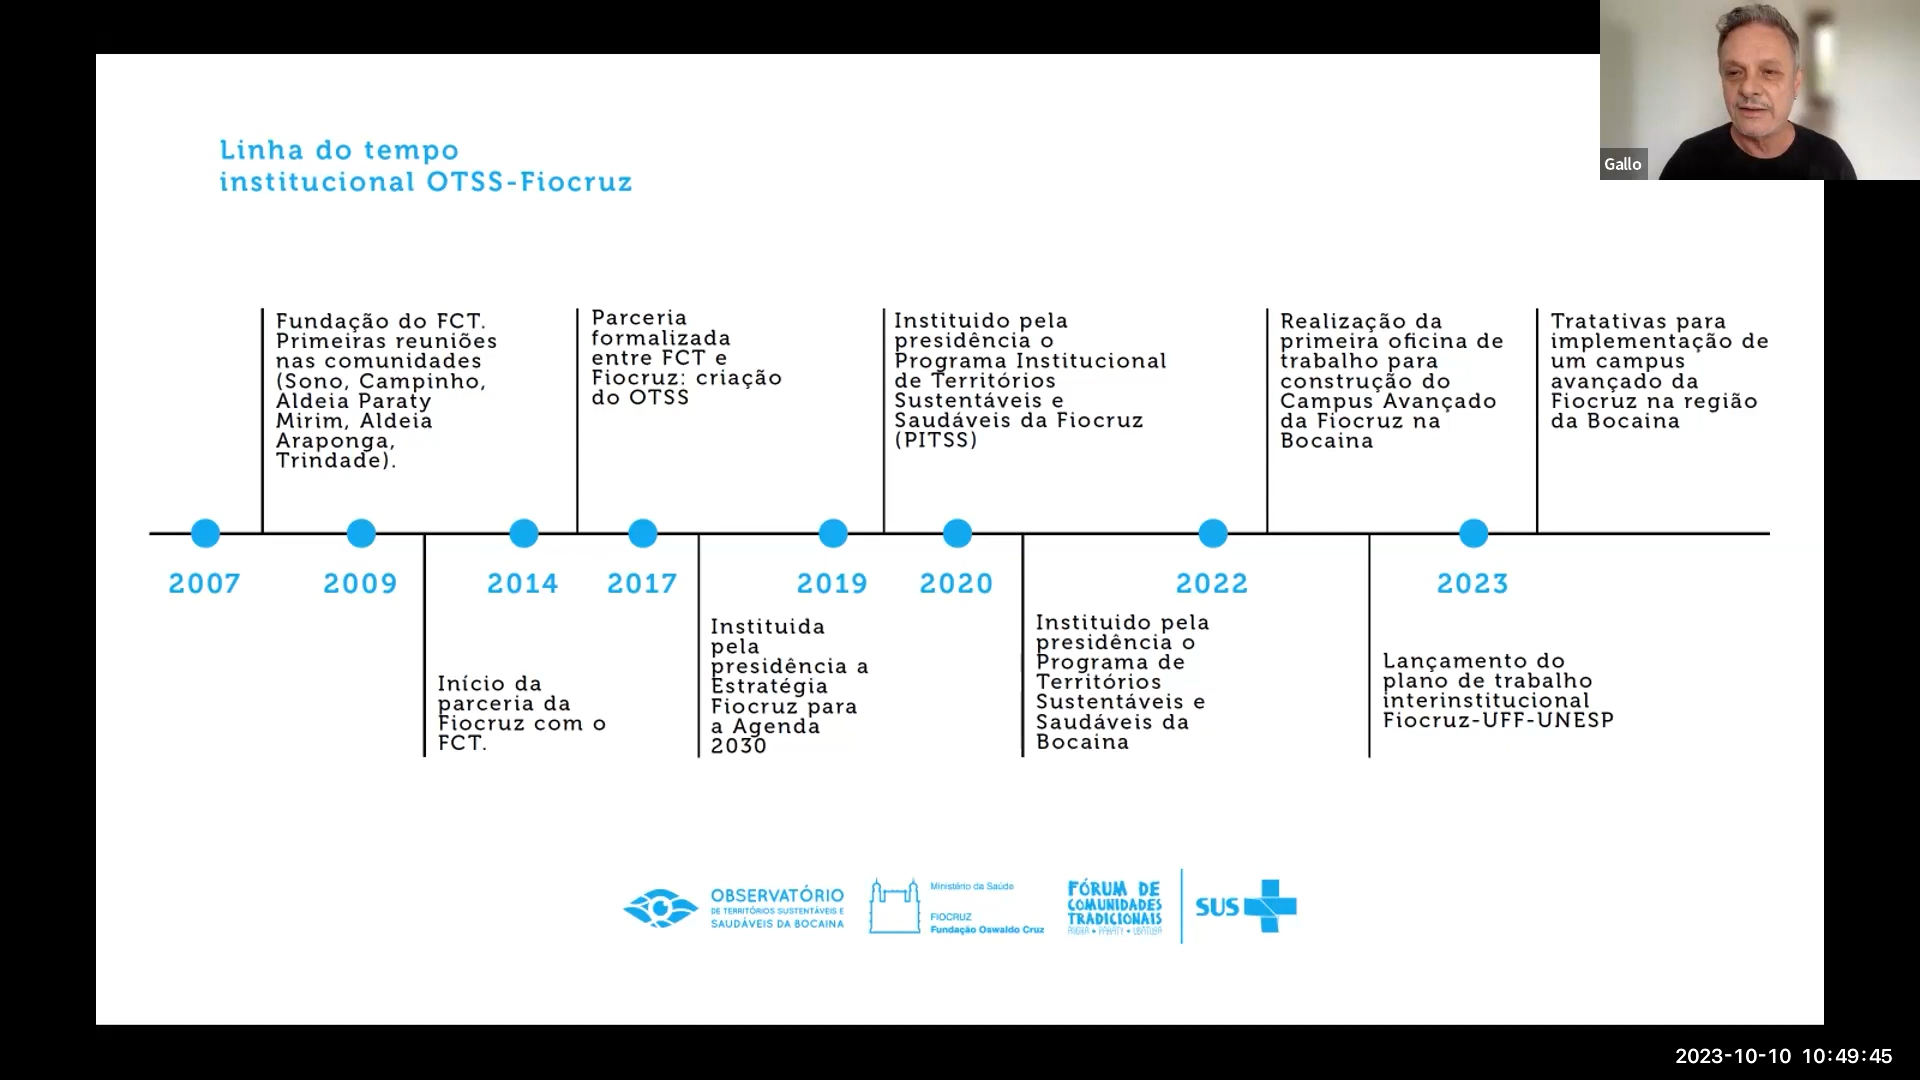 Gallo
Linha do tempo
institucional OTSS-Fiocruz
Fundação do FCT.
Primeiras reuniões
nas comunidades
(Sono, Campinho,
Aldeia Paraty
Mirim, Aldeia
Araponga,
Trindade).
Parceria
formalizada
entre FCT e
Fiocruz: criação
do OTSS
Instituido pela
presidência o
Programa Institucional
de Territórios
Sustentáveis e
Saudáveis da Fiocruz
(PITSS)
Realização da
primeira oficina de
trabalho para
construção do
Campus Avançado
da Fiocruz na
Bocaina
Tratativas para
implementação de
um campus
avançado da
Fiocruz na região
da Bocaina
2007 2009 2014 2017 2019 2020 2022 2023
Início da
parceria da
Fiocruz com o
FCT.
Instituida
pela
presidência a
Estratégia
Fiocruz para
a Agenda
2030
Instituido pela
presidência o
Programa de
Territórios
Sustentáveis e
Saudáveis da
Bocaina
Lançamento do
plano de trabalho
interinstitucional
Fiocruz-UFF-UNESP
OBSERVATÓRIO
DE TERRITÓRIOS SUSTENTÁVEIS E
SAUDÁVEIS DA BOCAINA
Ministério da Saúde
FIOCRUZ
Fundação Oswaldo Cruz
FÓRUM DE
COMUNIDADES
TRADICIONAIS
ANGRA • PARATY • UBATUBA
SUS
2023-10-10 10:49:45